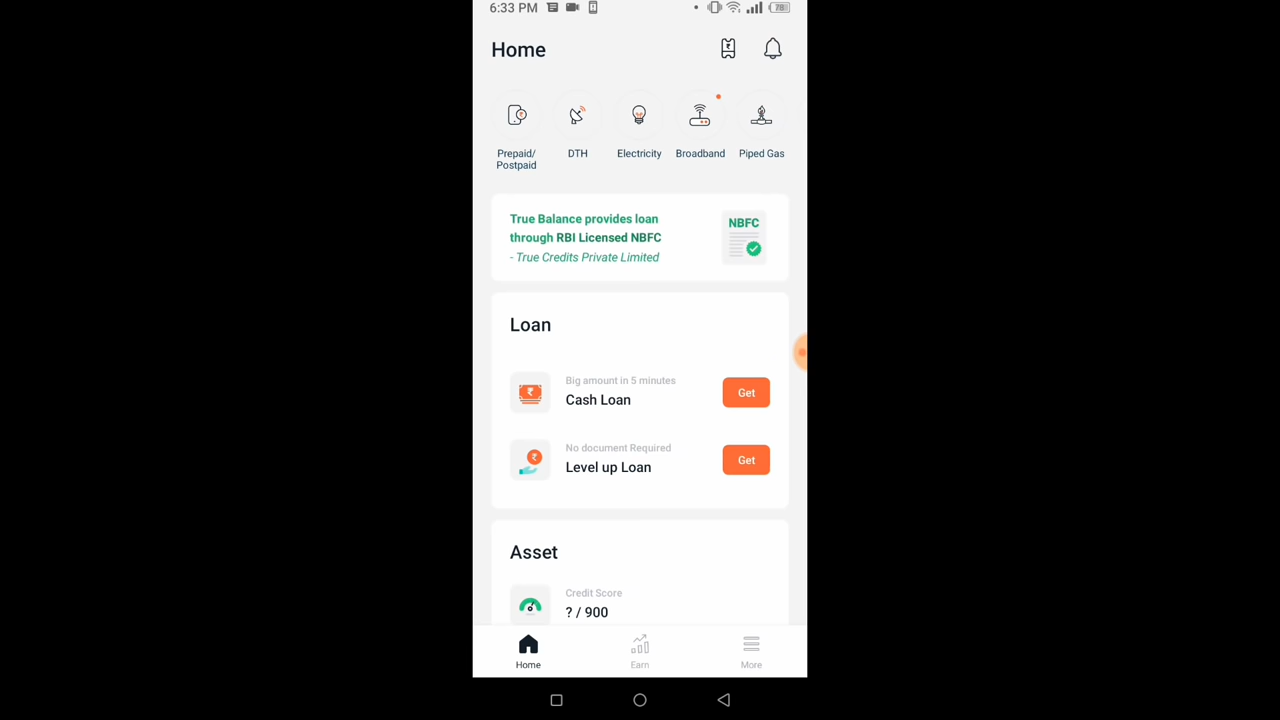 6:33 PM
78
Home
Prepaid/
Postpaid
DTH
Electricity
Broadband
Piped Gas
True Balance provides loan
through RBI Licensed NBFC
- True Credits Private Limited
NBFC
Loan
Big amount in 5 minutes
Cash Loan
Get
No document Required
Level up Loan
Get
Asset
Credit Score
? / 900
Home
Earn
More